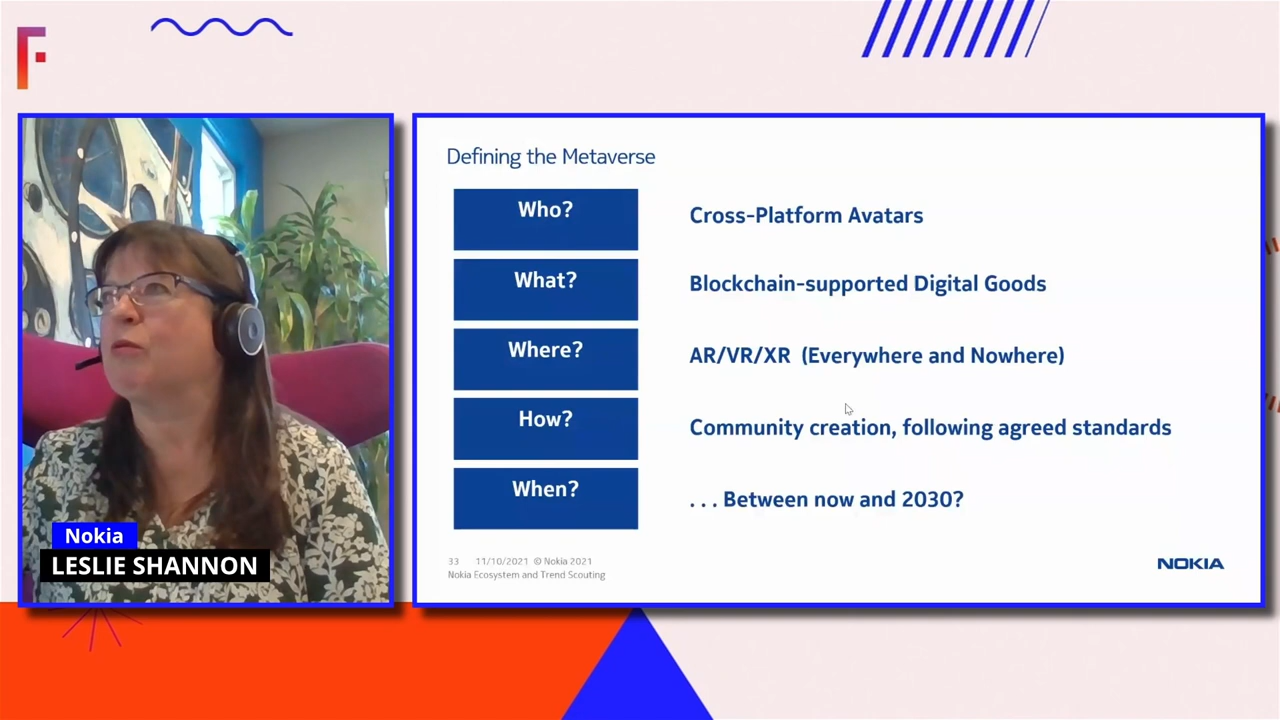 Defining the Metaverse
Who?
Cross-Platform Avatars
What?
Blockchain-supported Digital Goods
Where?
AR/VR/XR (Everywhere and Nowhere)
How?
Community creation, following agreed standards
When?
. . . Between now and 2030?
33 11/10/2021 © Nokia 2021
Nokia Ecosystem and Trend Scouting
NOKIA
Nokia
LESLIE SHANNON